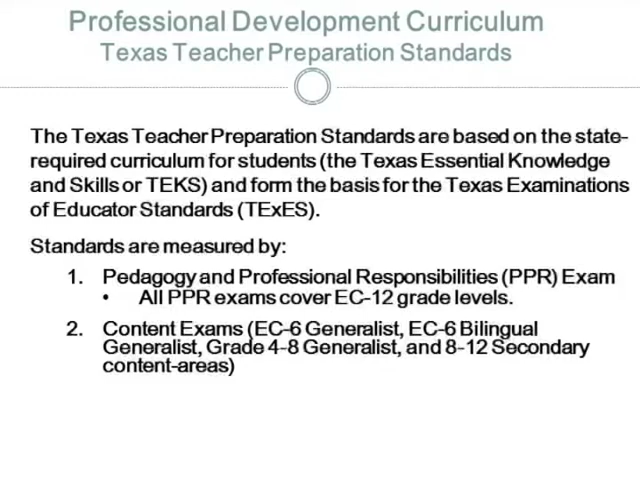 Professional Development Curriculum
Texas Teacher Preparation Standards
The Texas Teacher Preparation Standards are based on the state-
required curriculum for students (the Texas Essential Knowledge
and Skills or TEKS) and form the basis for the Texas Examinations
of Educator Standards (TExES).
Standards are measured by:
1. Pedagogy and Professional Responsibilities (PPR) Exam
• All PPR exams cover EC-12 grade levels.
2. Content Exams (EC-6 Generalist, EC-6 Bilingual
Generalist, Grade 4-8 Generalist, and 8-12 Secondary
content-areas)